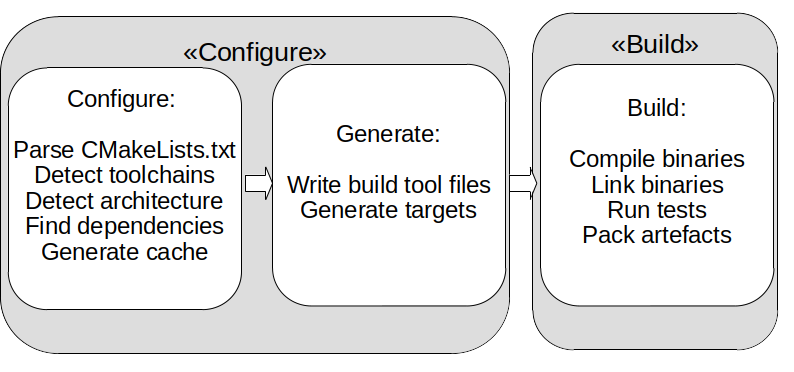 «Configure»
Configure:
Parse CMakeLists.txt
Detect toolchains
Detect architecture
Find dependencies
Generate cache
Generate:
Write build tool files
Generate targets
«Build»
Build:
Compile binaries
Link binaries
Run tests
Pack artefacts